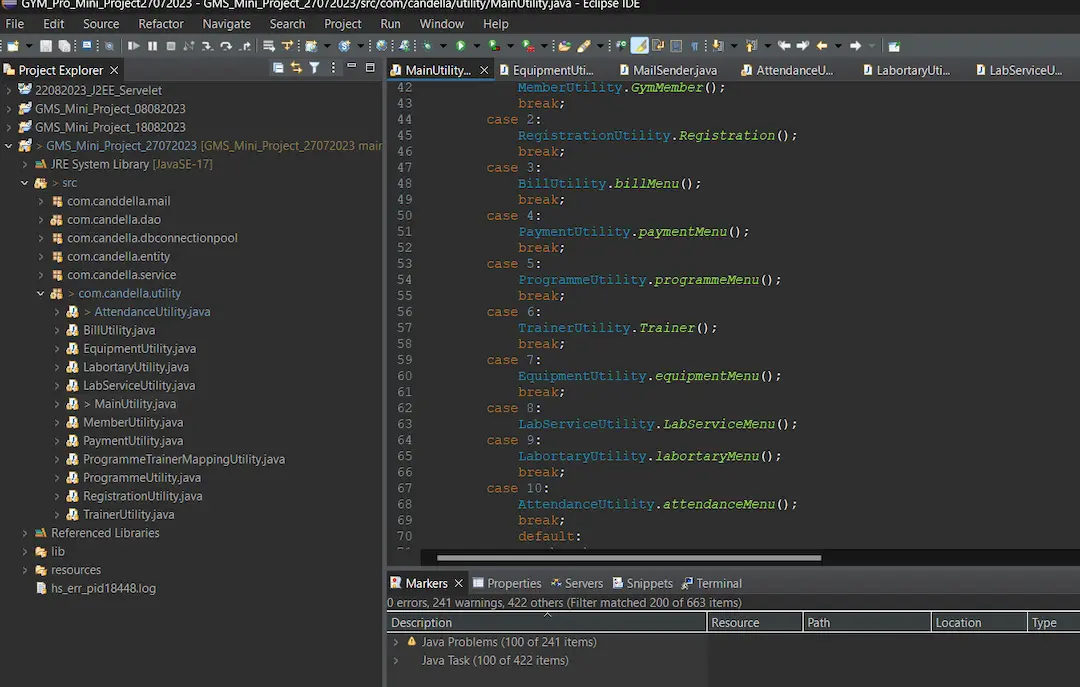 GYM_Pro_Mini_Project27072023 - GMS_Mini_Project_27072023/src/com/candella/utility/MainUtility.java - Eclipse IDE
File Edit Source Refactor Navigate Search Project Run Window Help
Project Explorer
22082023_J2EE_Servelet
GMS_Mini_Project_08082023
GMS_Mini_Project_18082023
> GMS_Mini_Project_27072023 [GMS_Mini_Project_27072023 main
JRE System Library [JavaSE-17]
> src
com.canddella.mail
com.candella.dao
com.candella.dbconnectionpool
com.candella.entity
com.candella.service
> com.candella.utility
> AttendanceUtility.java
BillUtility.java
EquipmentUtility.java
LabortaryUtility.java
LabServiceUtility.java
> MainUtility.java
MemberUtility.java
PaymentUtility.java
ProgrammeTrainerMappingUtility.java
ProgrammeUtility.java
RegistrationUtility.java
TrainerUtility.java
Referenced Libraries
lib
resources
hs_err_pid18448.log
MainUtility... EquipmentUti... MailSender.java AttendanceU... LabortaryUti... LabServiceU...
42 MemberUtility.GymMember();
43 break;
44 case 2:
45 RegistrationUtility.Registration();
46 break;
47 case 3:
48 BillUtility.billMenu();
49 break;
50 case 4:
51 PaymentUtility.paymentMenu();
52 break;
53 case 5:
54 ProgrammeUtility.programmeMenu();
55 break;
56 case 6:
57 TrainerUtility.Trainer();
58 break;
59 case 7:
60 EquipmentUtility.equipmentMenu();
61 break;
62 case 8:
63 LabServiceUtility.LabServiceMenu();
64 case 9:
65 LabortaryUtility.labortaryMenu();
66 break;
67 case 10:
68 AttendanceUtility.attendanceMenu();
69 break;
70 default:
Markers Properties Servers Snippets Terminal
0 errors, 241 warnings, 422 others (Filter matched 200 of 663 items)
Description Resource Path Location Type
Java Problems (100 of 241 items)
Java Task (100 of 422 items)